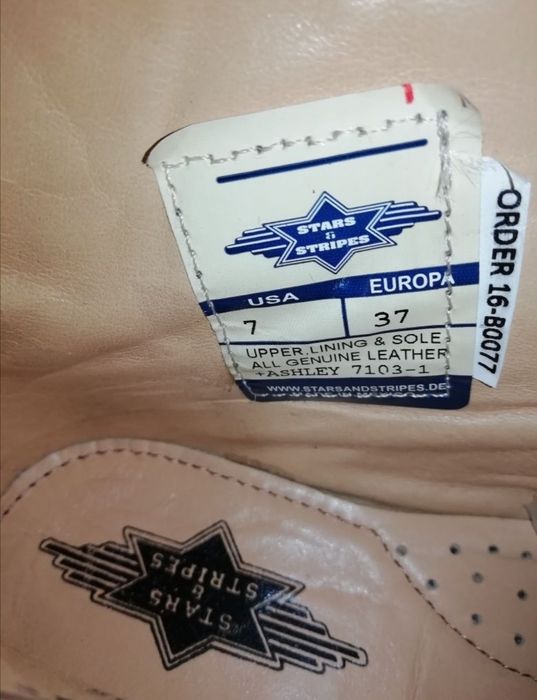 STARS
&
STRIPES
USA EUROPA
7 37
UPPER, LINING & SOLE
ALL GENUINE LEATHER
*ASHLEY 7103-1
WWW.STARSANDSTRIPES.DE
ORDER 16-B0077
STARS
&
STRIPES